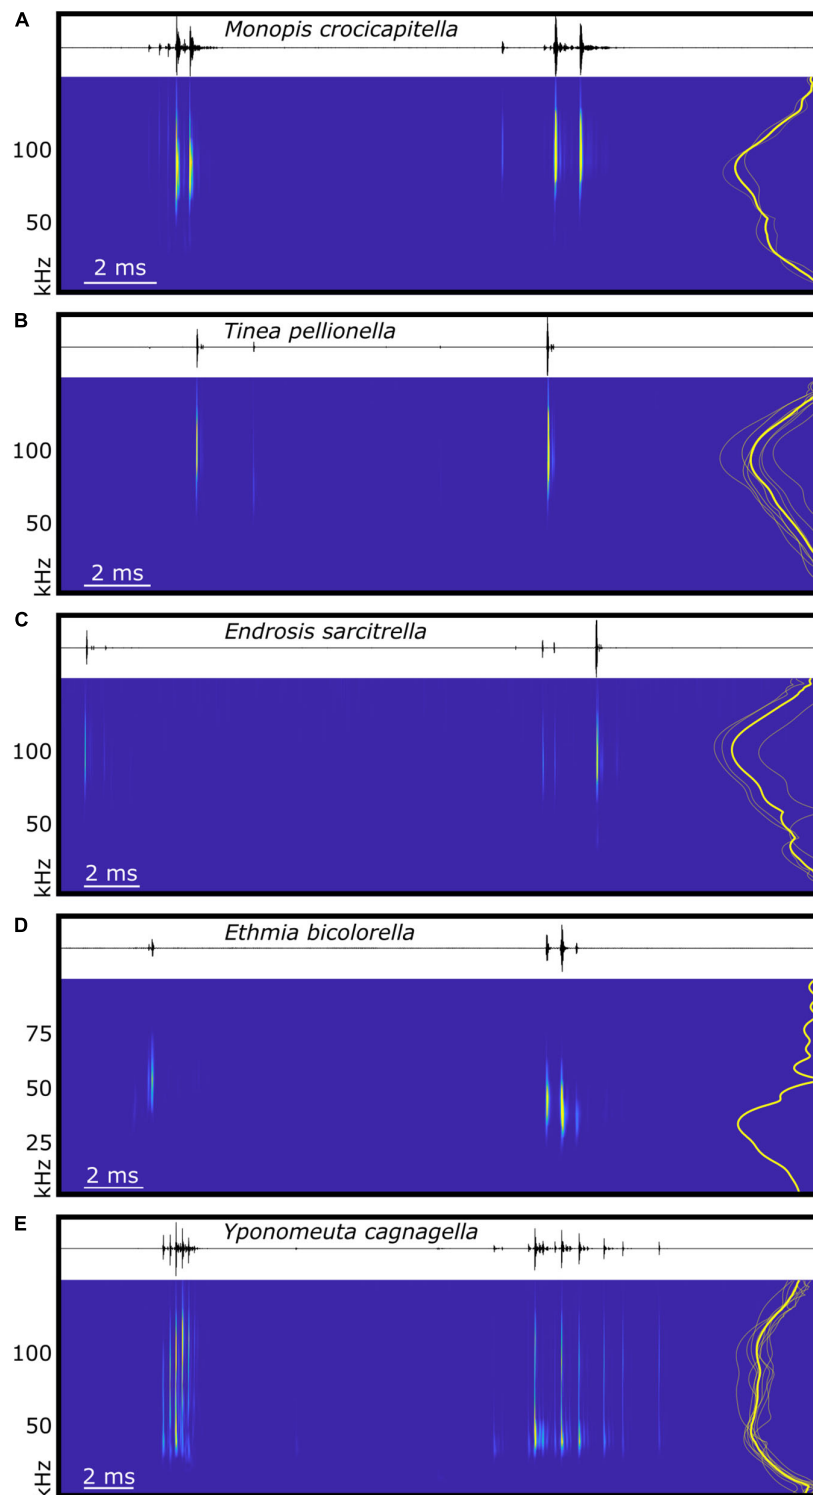 A
Monopis crocicapitella
100
50
kHz
2 ms
B
Tinea pellionella
100
50
kHz
2 ms
C
Endrosis sarcitrella
100
50
kHz
2 ms
D
Ethmia bicolorella
75
50
25
kHz
2 ms
E
Yponomeuta cagnagella
100
50
kHz
2 ms